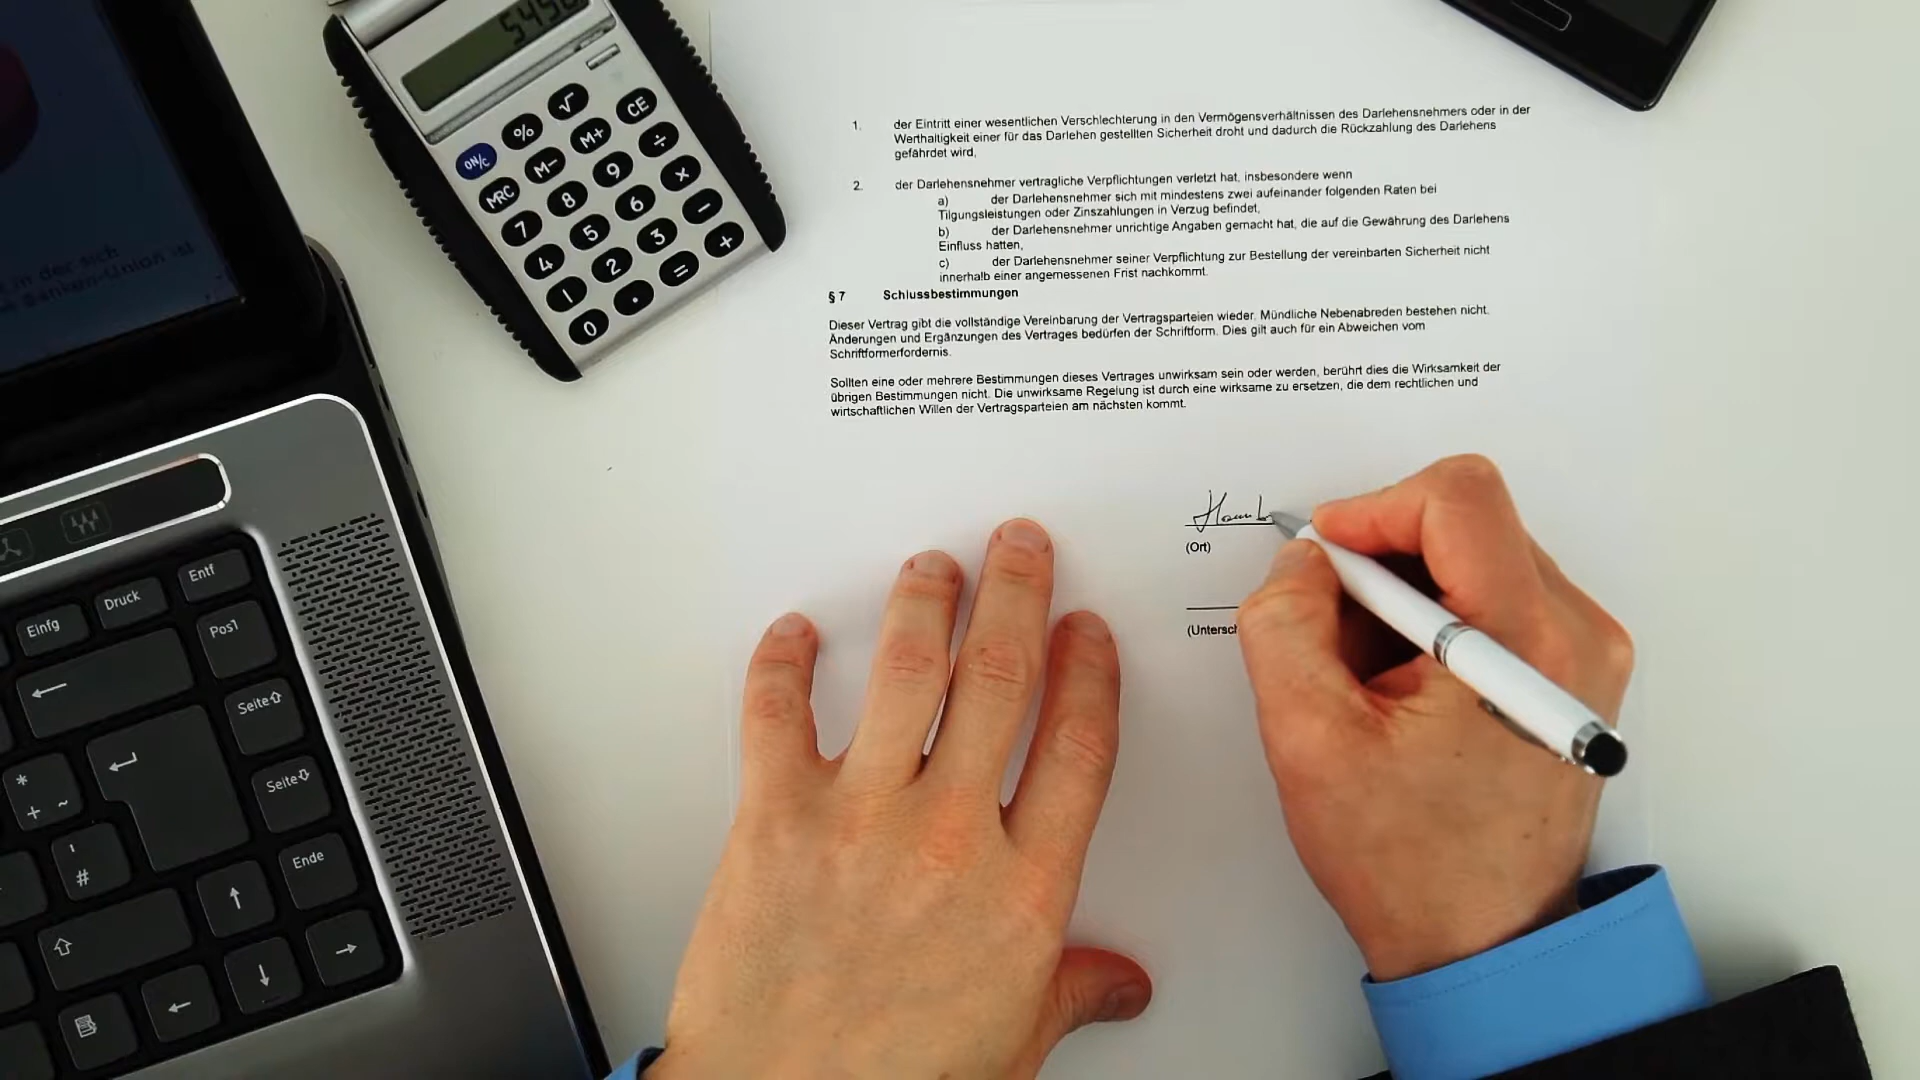 545
% √ CE
ON/C M- M+ ÷
MRC 8 9 ×
7 5 6 −
4 2 3 +
1 . =
0
in der sich
Banken-Union ist
1. der Eintritt einer wesentlichen Verschlechterung in den Vermögensverhältnissen des Darlehensnehmers oder in der
Werthaltigkeit einer für das Darlehen gestellten Sicherheit droht und dadurch die Rückzahlung des Darlehens
gefährdet wird,
2. der Darlehensnehmer vertragliche Verpflichtungen verletzt hat, insbesondere wenn
a) der Darlehensnehmer sich mit mindestens zwei aufeinander folgenden Raten bei
Tilgungsleistungen oder Zinszahlungen in Verzug befindet,
b) der Darlehensnehmer unrichtige Angaben gemacht hat, die auf die Gewährung des Darlehens
Einfluss hatten,
c) der Darlehensnehmer seiner Verpflichtung zur Bestellung der vereinbarten Sicherheit nicht
innerhalb einer angemessenen Frist nachkommt.
§ 7 Schlussbestimmungen
Dieser Vertrag gibt die vollständige Vereinbarung der Vertragsparteien wieder. Mündliche Nebenabreden bestehen nicht.
Änderungen und Ergänzungen des Vertrages bedürfen der Schriftform. Dies gilt auch für ein Abweichen vom
Schriftformerfordernis.
Sollten eine oder mehrere Bestimmungen dieses Vertrages unwirksam sein oder werden, berührt dies die Wirksamkeit der
übrigen Bestimmungen nicht. Die unwirksame Regelung ist durch eine wirksame zu ersetzen, die dem rechtlichen und
wirtschaftlichen Willen der Vertragsparteien am nächsten kommt.
(Ort)
(Untersch
Einfg Druck Entf
Pos1
Seite
Seite
* + ~
' #
Ende